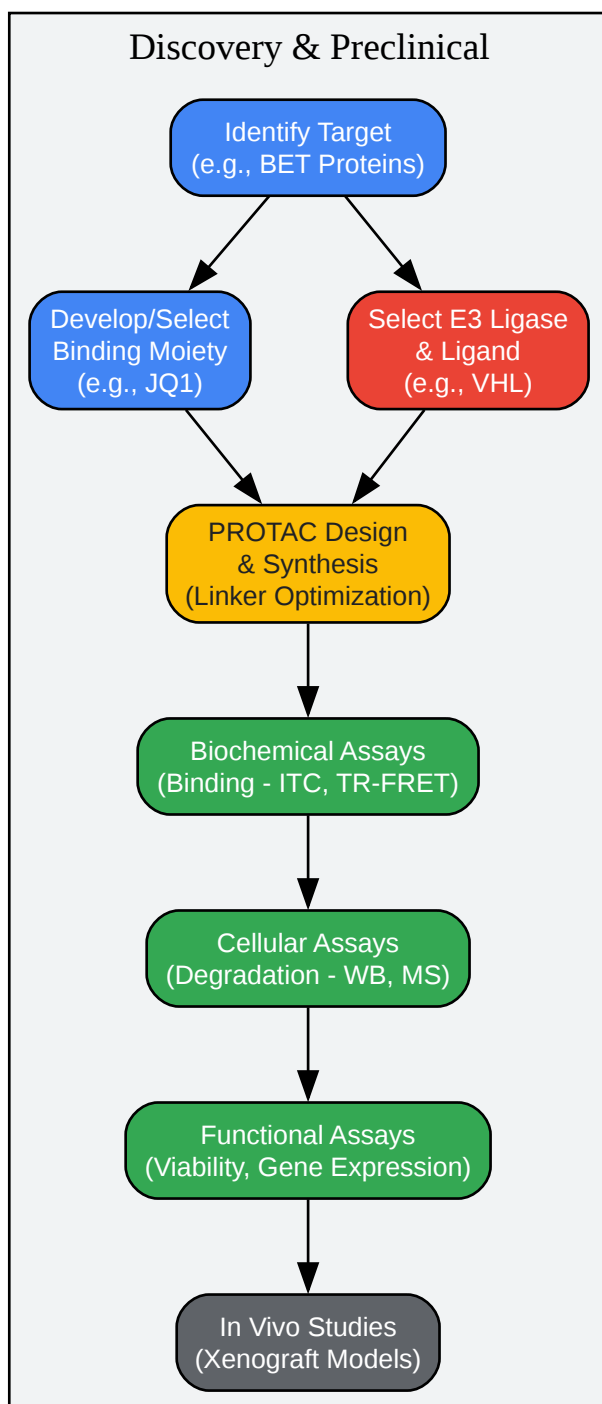 Discovery & Preclinical
Identify Target
(e.g., BET Proteins)
Develop/Select
Binding Moiety
(e.g., JQ1)
Select E3 Ligase
& Ligand
(e.g., VHL)
PROTAC Design
& Synthesis
(Linker Optimization)
Biochemical Assays
(Binding - ITC, TR-FRET)
Cellular Assays
(Degradation - WB, MS)
Functional Assays
(Viability, Gene Expression)
In Vivo Studies
(Xenograft Models)